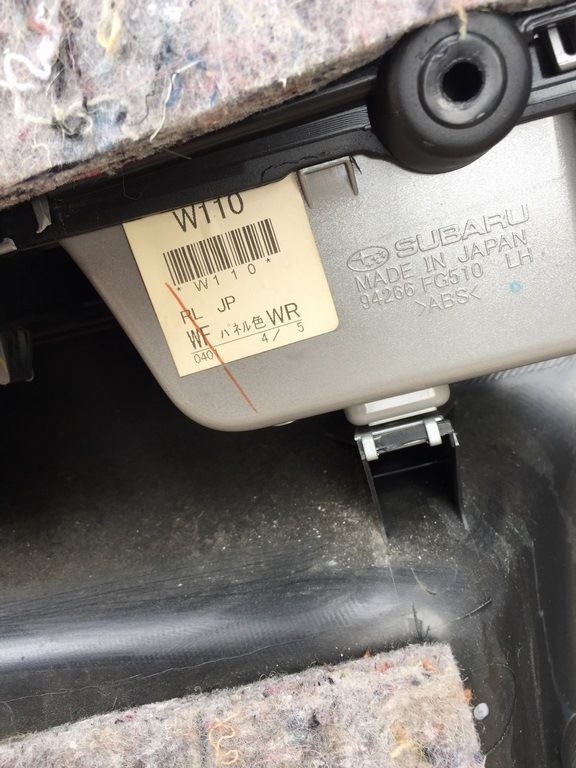 W110
*W110*
RL JP
WF パネル色 WR
040 4/5
SUBARU
MADE IN JAPAN
94266 FG510 LH
>ABS<